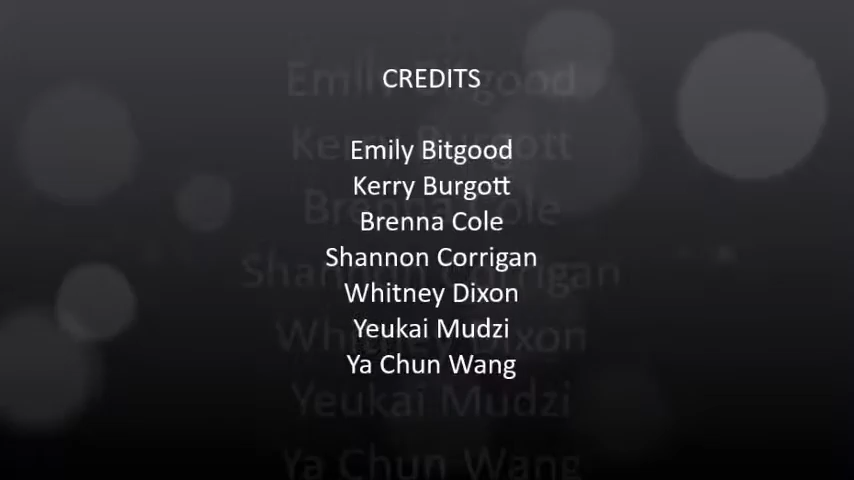 CREDITS
Emily Bitgood
Kerry Burgott
Brenna Cole
Shannon Corrigan
Whitney Dixon
Yeukai Mudzi
Ya Chun Wang